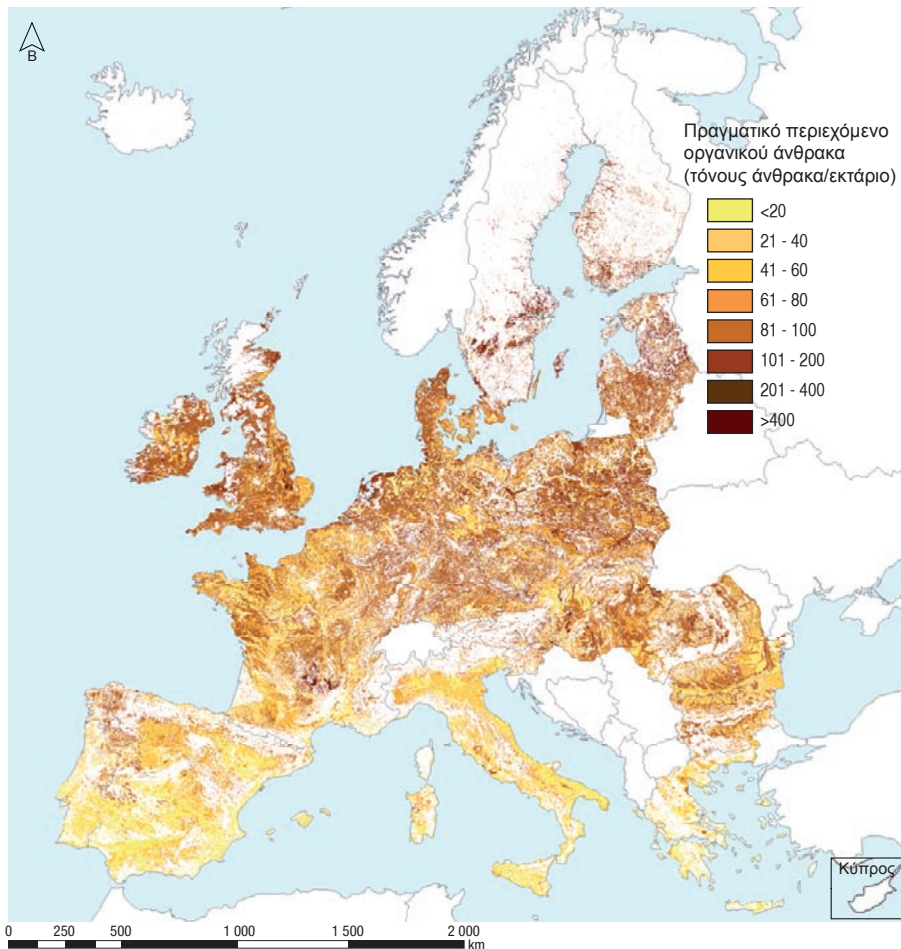 Β
Πραγματικό περιεχόμενο
οργανικού άνθρακα
(τόνους άνθρακα/εκτάριο)
<20
21 - 40
41 - 60
61 - 80
81 - 100
101 - 200
201 - 400
>400
Κύπρος
0 250 500 1 000 1 500 2 000
km